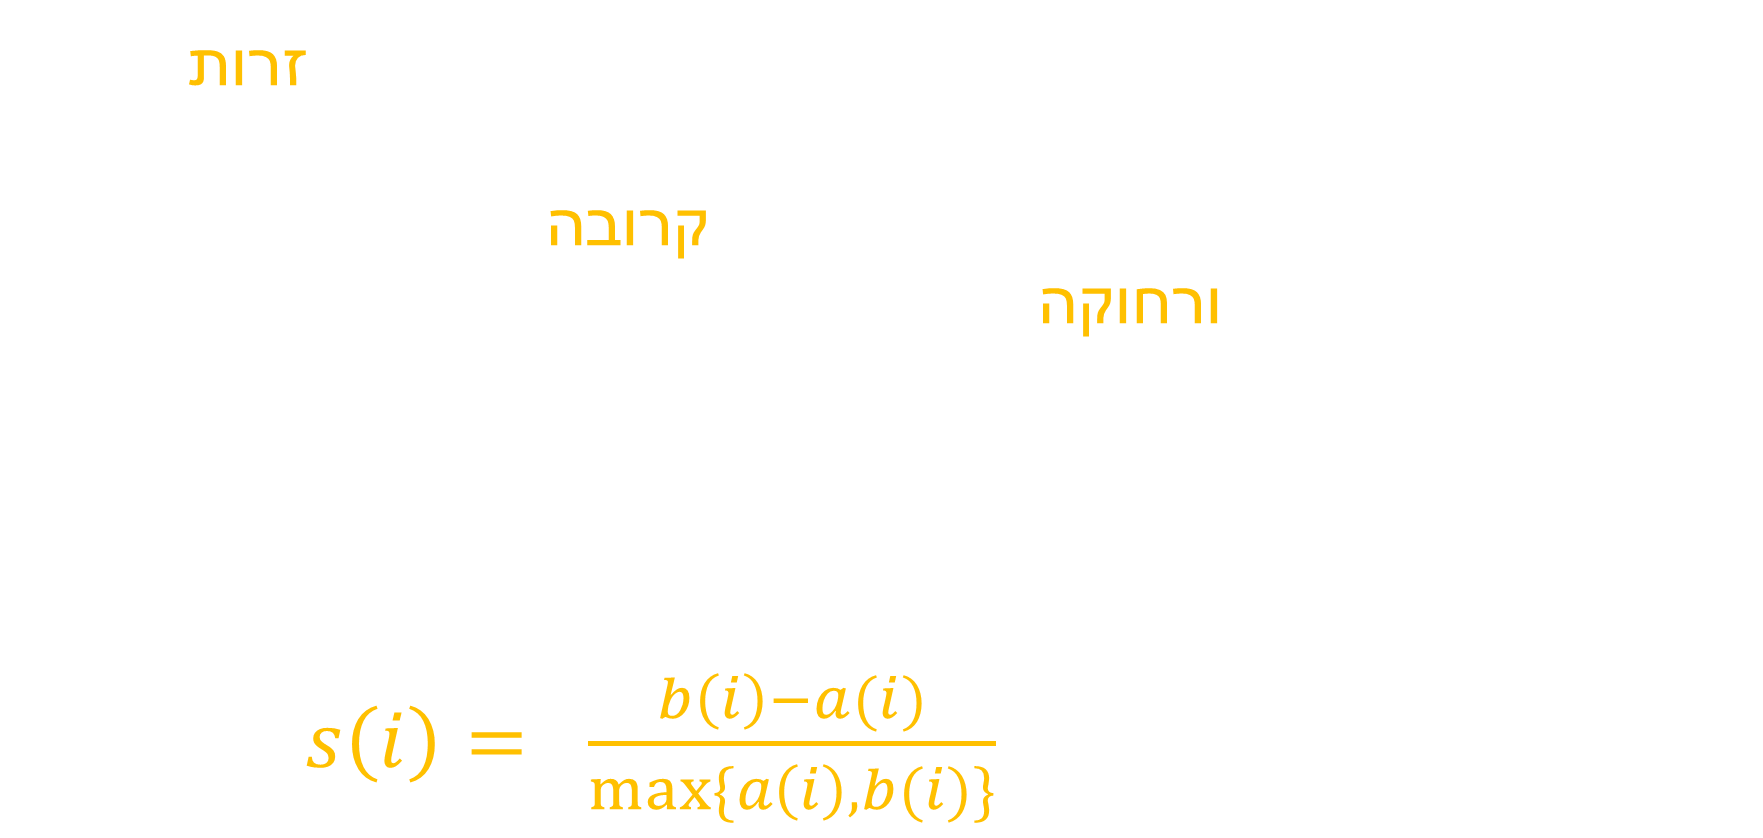 זרות
קרובה
ורחוקה
s(i) = b(i)−a(i) / max{a(i),b(i)}